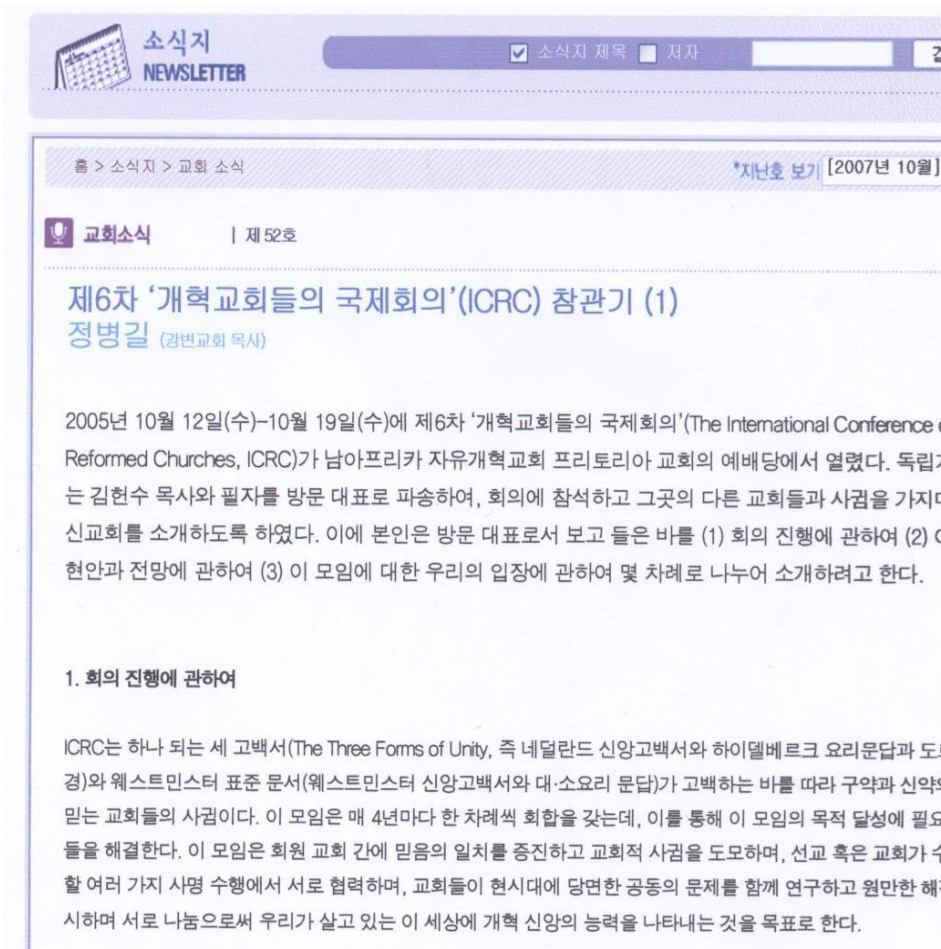 소식지
NEWSLETTER
소식지 제목 저자
홈 > 소식지 > 교회 소식
*지난호 보기 [2007년 10월]
교회소식 | 제 52호
제6차 ‘개혁교회들의 국제회의’(ICRC) 참관기 (1)
정병길 (강변교회 목사)
2005년 10월 12일(수)–10월 19일(수)에 제6차 ‘개혁교회들의 국제회의’(The International Conference
Reformed Churches, ICRC)가 남아프리카 자유개혁교회 프리토리아 교회의 예배당에서 열렸다.
는 김헌수 목사와 필자를 방문 대표로 파송하여, 회의에 참석하고 그곳의 다른 교회들과 사귐을
신교회를 소개하도록 하였다. 이에 본인은 방문 대표로서 보고 들은 바를 (1) 회의 진행에 관하여 (2)
현안과 전망에 관하여 (3) 이 모임에 대한 우리의 입장에 관하여 몇 차례로 나누어 소개하려고 한다.
1. 회의 진행에 관하여
ICRC는 하나 되는 세 고백서(The Three Forms of Unity, 즉 네덜란드 신앙고백서와 하이델베르크 요리문답과
경)와 웨스트민스터 표준 문서(웨스트민스터 신앙고백서와 대·소요리 문답)가 고백하는 바를 따라 구약과
믿는 교회들의 사귐이다. 이 모임은 매 4년마다 한 차례씩 회합을 갖는데, 이를 통해 이 모임의 목적 달성에
들을 해결한다. 이 모임은 회원 교회 간에 믿음의 일치를 증진하고 교회적 사귐을 도모하며, 선교 혹은 교회가
할 여러 가지 사명 수행에서 서로 협력하며, 교회들이 현시대에 당면한 공동의 문제를 함께 연구하고 원만한
시하며 서로 나눔으로써 우리가 살고 있는 이 세상에 개혁 신앙의 능력을 나타내는 것을 목표로 한다.